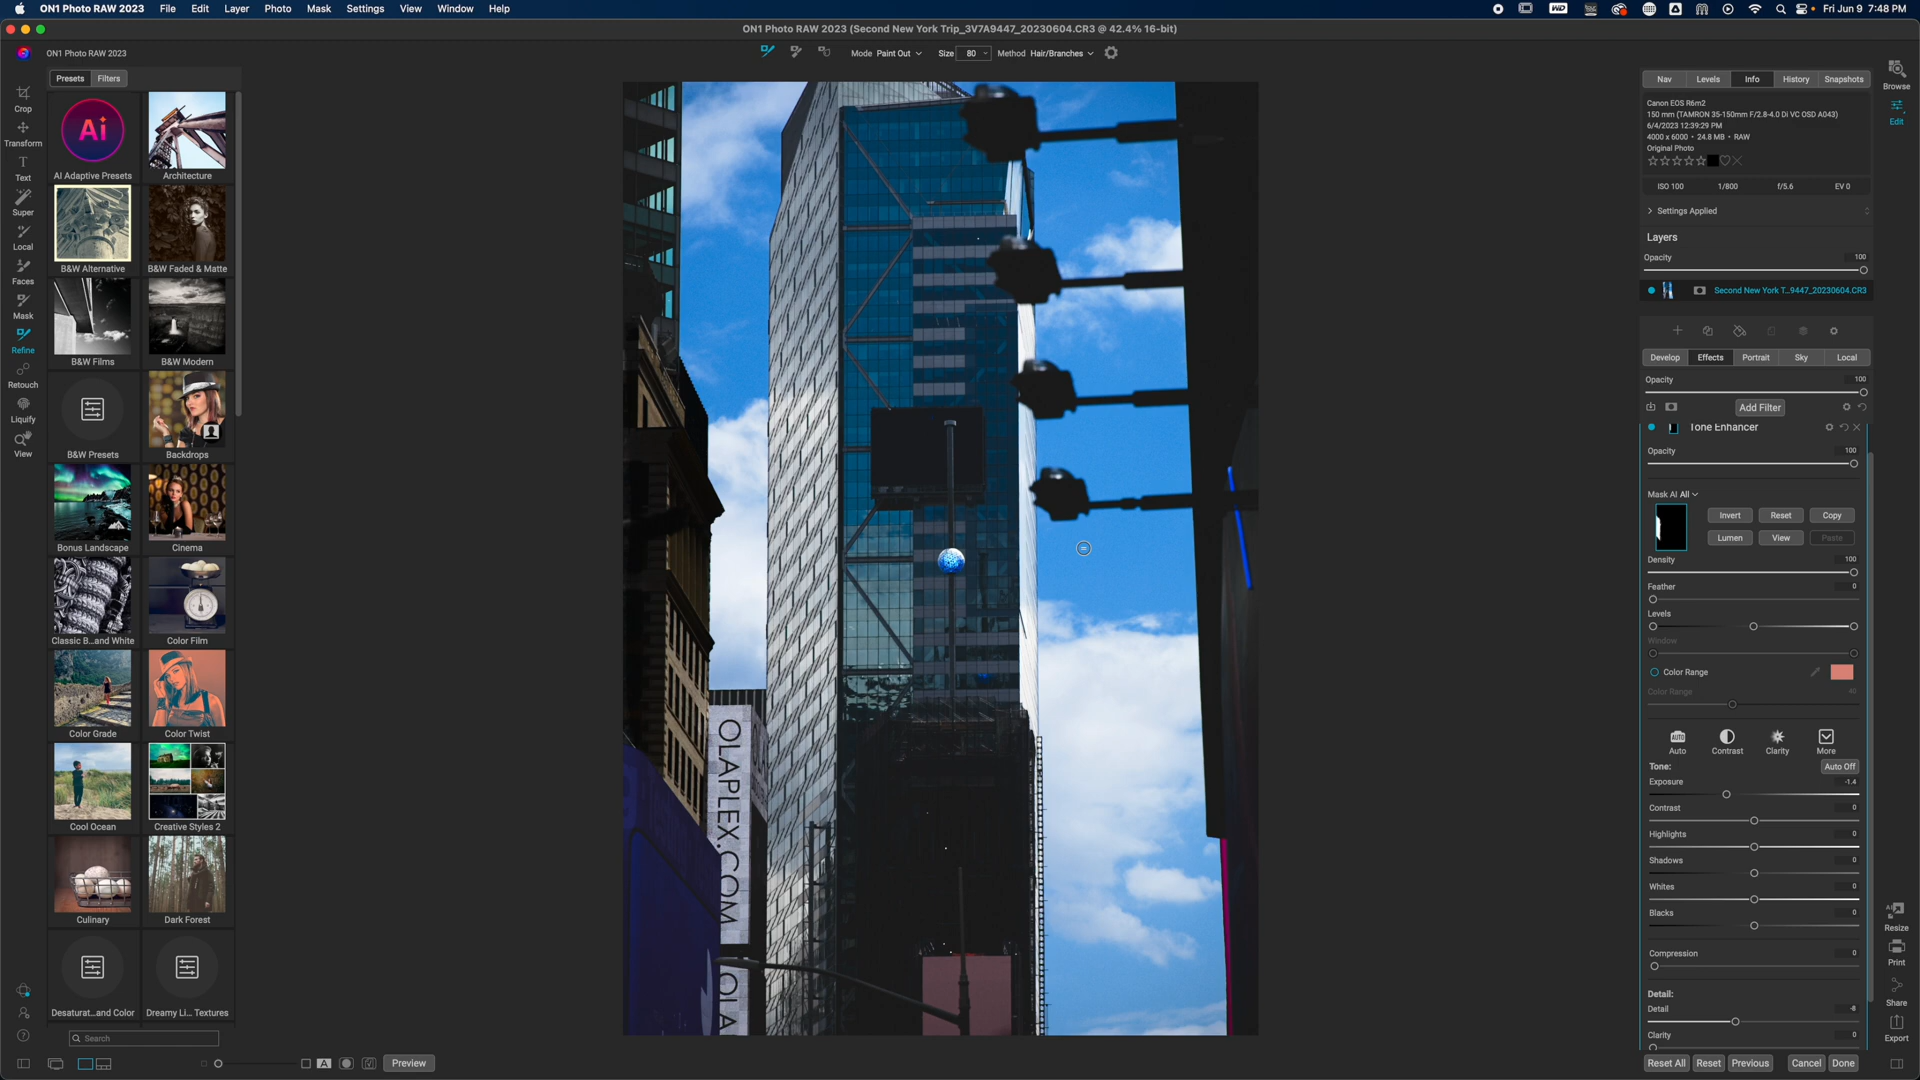 ON1 Photo RAW 2023 File Edit Layer Photo Mask Settings View Window Help
WD
Fri Jun 9 7:48 PM
ON1 Photo RAW 2023 (Second New York Trip_3V7A9447_20230604.CR3 @ 42.4% 16-bit)
ON1 Photo RAW 2023
Mode Paint Out Size 80 Method Hair/Branches
Presets Filters
Crop
Transform
Text
Super
Local
Faces
Mask
Refine
Retouch
Liquify
View
Ai
AI Adaptive Presets
Architecture
B&W Alternative
B&W Faded & Matte
B&W Films
B&W Modern
B&W Presets
Backdrops
Bonus Landscape
Cinema
Classic B...and White
Color Film
Color Grade
Color Twist
Cool Ocean
Creative Styles 2
Culinary
Dark Forest
Desaturat...and Color
Dreamy Li... Textures
Search
A
Preview
OLAPLEX.COM
OLA
Nav Levels Info History Snapshots
Canon EOS R6m2
150 mm (TAMRON 35-150mm F/2.8-4.0 Di VC OSD A043)
6/4/2023 12:39:29 PM
4000 x 6000 • 24.8 MB • RAW
Original Photo
ISO 100 1/800 f/5.6 EV 0
Settings Applied
Layers
Opacity 100
Second New York T...9447_20230604.CR3
Develop Effects Portrait Sky Local
Opacity 100
Add Filter
Tone Enhancer
Opacity 100
Mask AI All
Invert Reset Copy
Lumen View Paste
Density 100
Feather 0
Levels
Window
Color Range
Color Range 40
AUTO
Auto Contrast Clarity More
Tone: Auto Off
Exposure -1.4
Contrast 0
Highlights 0
Shadows 0
Whites 0
Blacks 0
Compression 0
Detail:
Detail -8
Clarity 0
Reset All Reset Previous Cancel Done
Browse
Edit
AI
Resize
Print
Share
Export